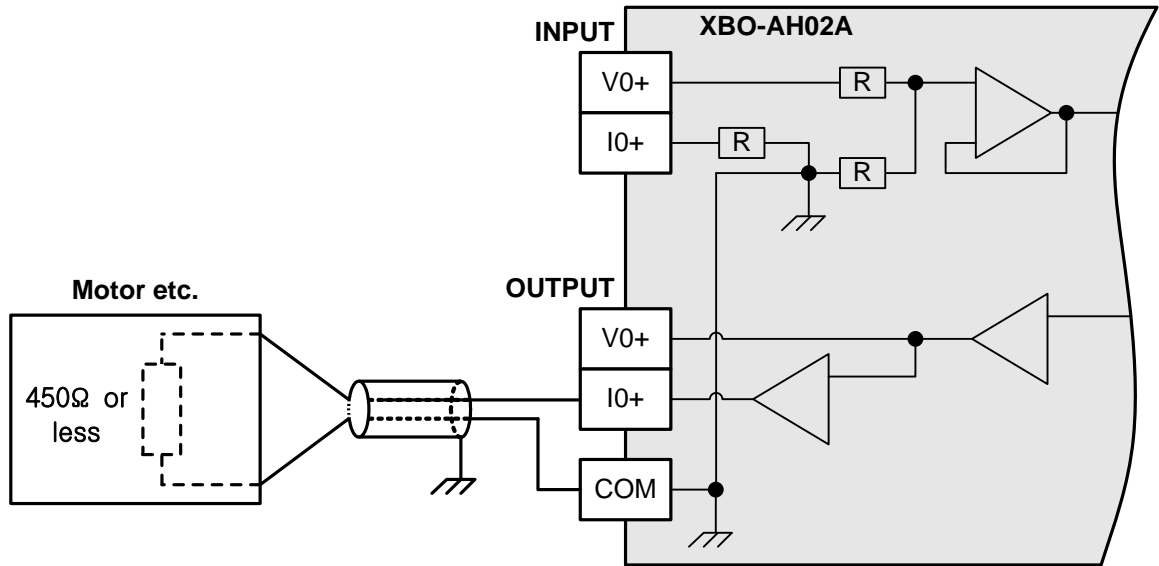 INPUT
XBO-AH02A
V0+
R
I0+
R
R
OUTPUT
Motor etc.
V0+
450Ω or
less
I0+
COM